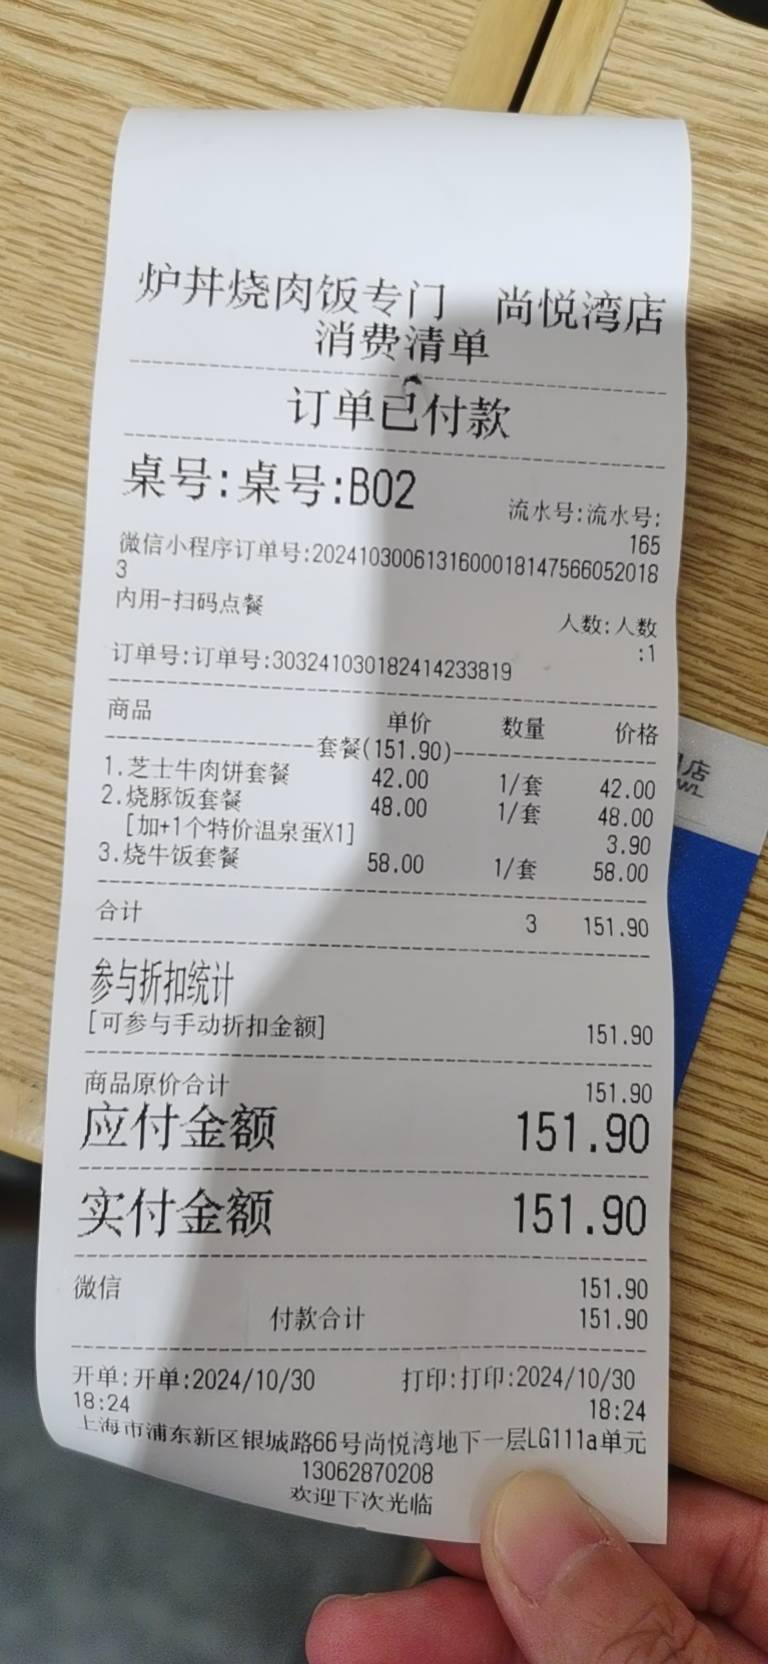 炉丼烧肉饭专门 尚悦湾店
消费清单
订单已付款
桌号:桌号:B02
流水号:流水号:
165
微信小程序订单号:2024103006131600018147566052018
3
内用-扫码点餐
人数:人数
:1
订单号:订单号:303241030182414233819
商品 单价 数量 价格
套餐(151.90)
1.芝士牛肉饼套餐 42.00 1/套 42.00
2.烧豚饭套餐 48.00 1/套 48.00
[加+1个特价温泉蛋X1] 3.90
3.烧牛饭套餐 58.00 1/套 58.00
合计 3 151.90
参与折扣统计
[可参与手动折扣金额] 151.90
商品原价合计 151.90
应付金额 151.90
实付金额 151.90
微信 151.90
付款合计 151.90
开单:开单:2024/10/30 打印:打印:2024/10/30
18:24 18:24
上海市浦东新区银城路66号尚悦湾地下一层LG111a单元
13062870208
欢迎下次光临
店